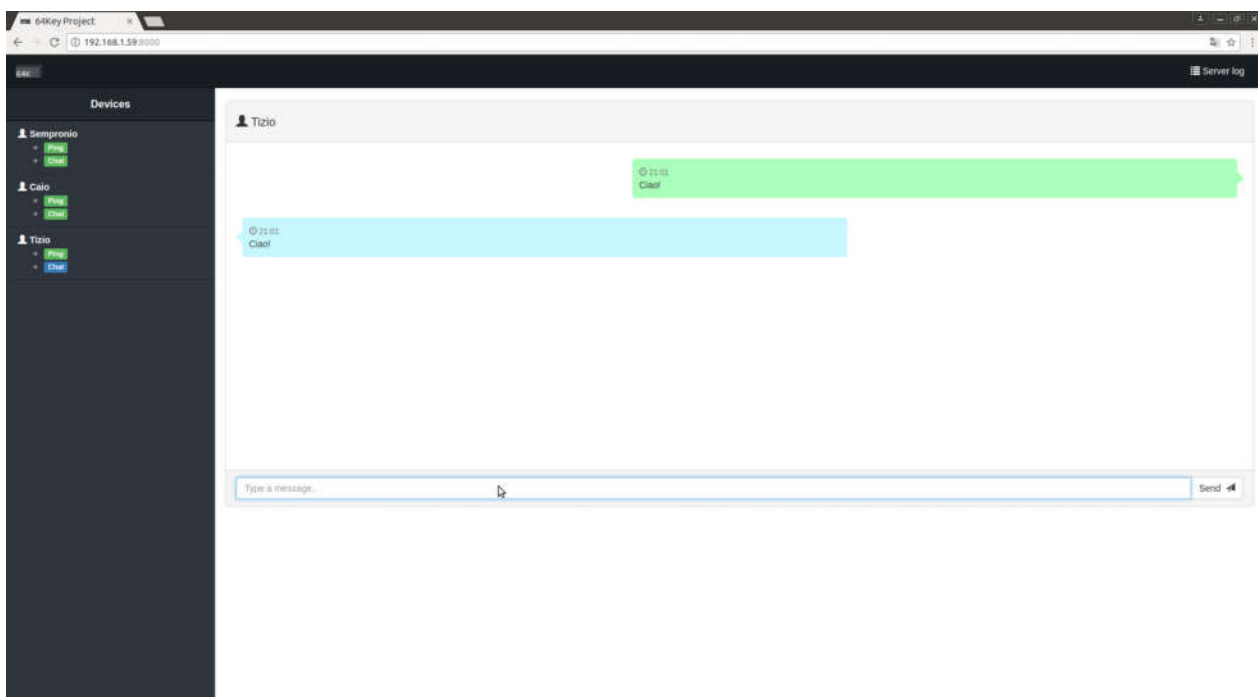 64Key Project
192.168.1.59:9000
Server log
Devices
Sempronio
Ping
Chat
Caio
Ping
Chat
Tizio
Ping
Chat
Tizio
21:01
Ciao!
21:01
Ciao!
Type a message...
Send